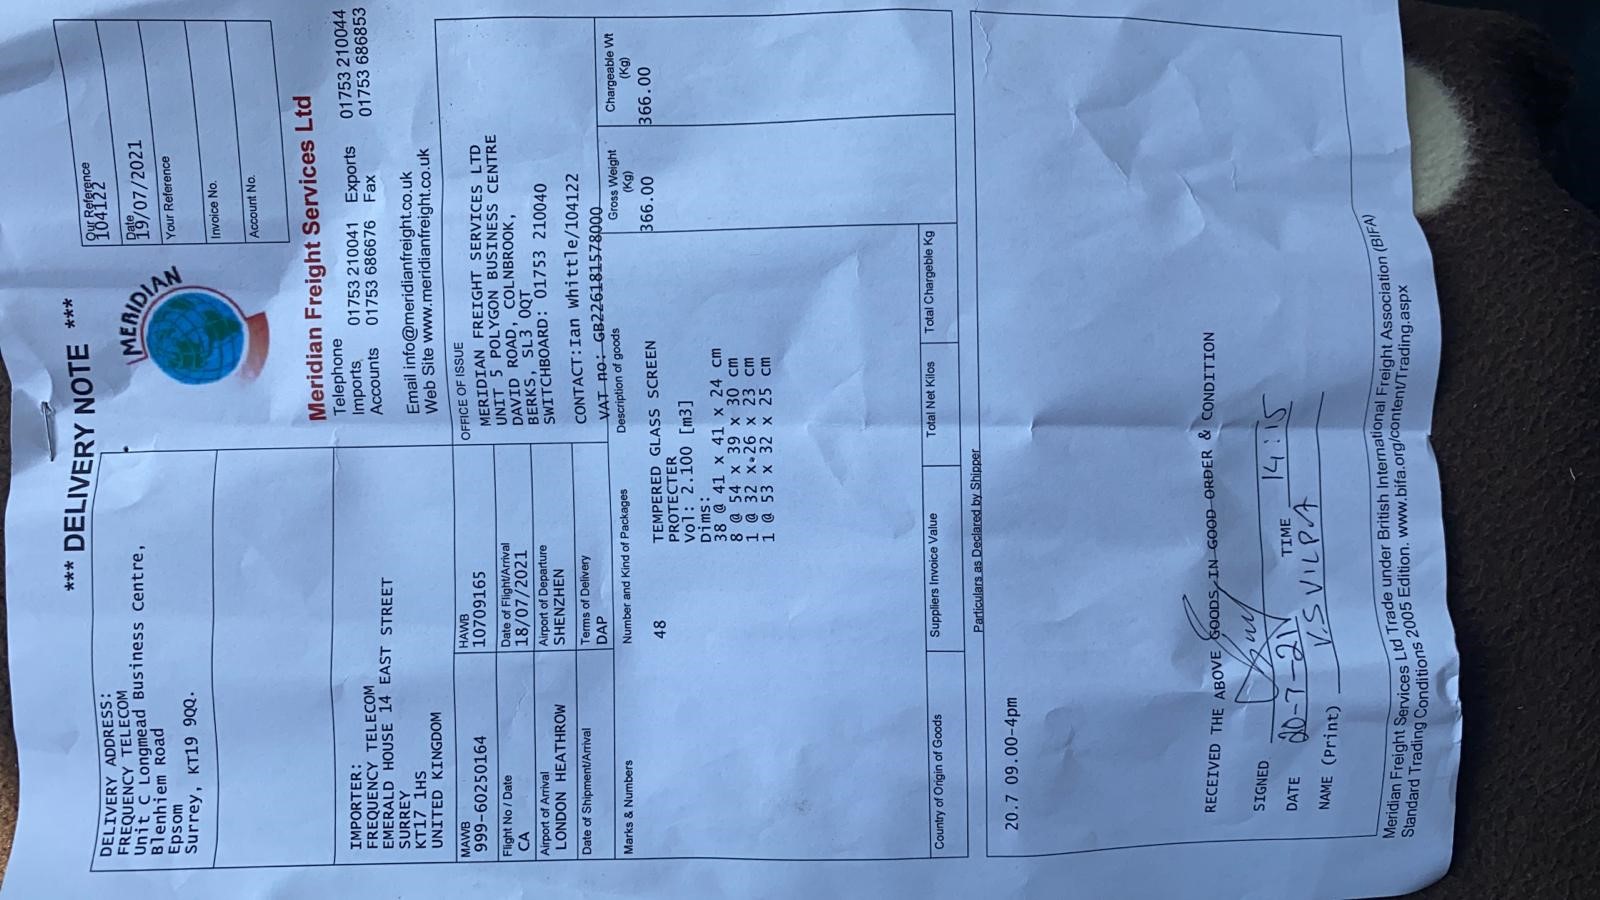 *** DELIVERY NOTE ***
DELIVERY ADDRESS:
FREQUENCY TELECOM
Unit C Longmead Business Centre,
Blenhiem Road
Epsom
Surrey, KT19 9QQ.
MERIDIAN
Our Reference
104122
Date
19/07/2021
Your Reference
Invoice No.
Account No.
Meridian Freight Services Ltd
Telephone
Imports 01753 210041 Exports 01753 210044
Accounts 01753 686676 Fax 01753 686853
Email info@meridianfreight.co.uk
Web Site www.meridianfreight.co.uk
IMPORTER:
FREQUENCY TELECOM
EMERALD HOUSE 14 EAST STREET
SURREY
KT17 1HS
UNITED KINGDOM
OFFICE OF ISSUE
MERIDIAN FREIGHT SERVICES LTD
UNIT 5 POLYGON BUSINESS CENTRE
DAVID ROAD, COLNBROOK,
BERKS, SL3 0QT
SWITCHBOARD: 01753 210040
CONTACT:Ian Whittle/104122
VAT no: GB226181578000
MAWB
999-60250164
HAWB
10709165
Flight No / Date
CA
Date of Flight/Arrival
18/07/2021
Airport of Arrival
LONDON HEATHROW
Airport of Departure
SHENZHEN
Date of Shipment/Arrival
Terms of Delivery
DAP
Marks & Numbers
Number and Kind of Packages
Description of goods
Gross Weight
(Kg)
Chargeable Wt
(Kg)
48
TEMPERED GLASS SCREEN
PROTECTER
366.00
366.00
Vol: 2.100 [m3]
Dims:
38 @ 41 x 41 x 24 cm
8 @ 54 x 39 x 30 cm
1 @ 32 x 26 x 23 cm
1 @ 53 x 32 x 25 cm
Country of Origin of Goods
Suppliers Invoice Value
Total Net Kilos
Total Chargeble Kg
Particulars as Declared by Shipper
20.7 09.00-4pm
RECEIVED THE ABOVE GOODS IN GOOD ORDER & CONDITION
SIGNED
DATE 20-7-21 TIME 14:15
NAME (Print) V.S VILPA
Meridian Freight Services Ltd Trade under British International Freight Association (BIFA)
Standard Trading Conditions 2005 Edition. www.bifa.org/content/Trading.aspx